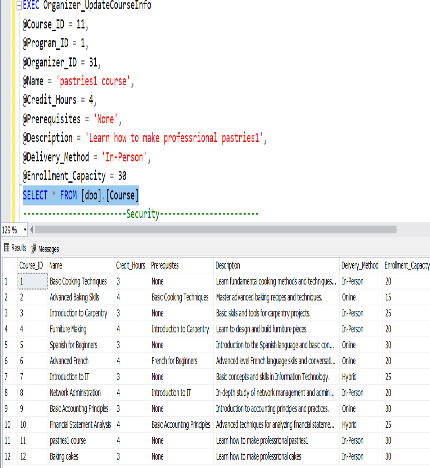 EXEC Organizer_UpdateCourseInfo
@Course_ID = 11,
@Program_ID = 1,
@Organizer_ID = 31,
@Name = 'pastries1 course',
@Credit_Hours = 4,
@Prerequisites = 'None',
@Description = 'Learn how to make professrional pastries1',
@Delivery_Method = 'In-Person',
@Enrollment_Capacity = 30
SELECT * FROM [dbo].[Course]
--------------------------Security-------------------------
129 %
Results Messages
Course_ID Name Credit_Hours Prerequisites Description Delivery_Method Enrollment_Capacity
1 1 Basic Cooking Techniques 3 None Learn fundamental cooking methods and techniques... In-Person 20
2 2 Advanced Baking Skills 4 Basic Cooking Techniques Master advanced baking recipes and techniques. Online 15
3 3 Introduction to Carpentry 3 None Basic skills and tools for carpentry projects. In-Person 25
4 4 Furniture Making 4 Introduction to Carpentry Learn to design and build furniture pieces. In-Person 20
5 5 Spanish for Beginners 3 None Introduction to the Spanish language and basic con... Online 30
6 6 Advanced French 4 French for Beginners Advanced level French language skills and conversati... Online 20
7 7 Introduction to IT 3 None Basic concepts and skills in Information Technology. Hybrid 25
8 8 Network Administration 4 Introduction to IT In-depth study of network management and admini... In-Person 20
9 9 Basic Accounting Principles 3 None Introduction to accounting principles and practices. Online 30
10 10 Financial Statement Analysis 4 Basic Accounting Principles Advanced techniques for analyzing financial stateme... Hybrid 25
11 11 pastries1 course 4 None Learn how to make professrional pastries1 In-Person 30
12 12 Baking cakes 3 None Learn how to make professional cakes In-Person 30